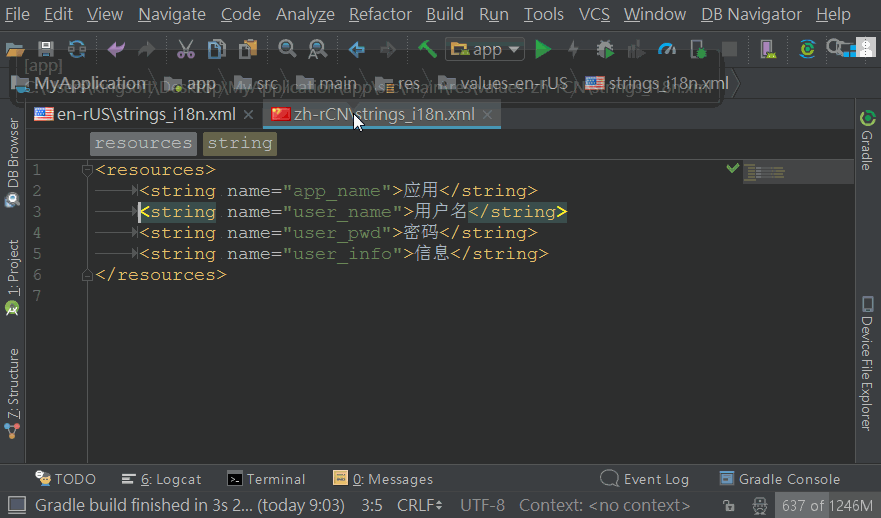 File Edit View Navigate Code Analyze Refactor Build Run Tools VCS Window DB Navigator Help
app
[app]
MyApplication app src main res values-en-rUS strings_i18n.xml
en-rUS\strings_i18n.xml zh-rCN\strings_i18n.xml
resources string
1 <resources>
2 <string name="app_name">应用</string>
3 <string name="user_name">用户名</string>
4 <string name="user_pwd">密码</string>
5 <string name="user_info">信息</string>
6 </resources>
7
DB Browser
1: Project
7: Structure
Gradle
Device File Explorer
TODO 6: Logcat Terminal 0: Messages Event Log Gradle Console
Gradle build finished in 3s 2... (today 9:03) 3:5 CRLF UTF-8 Context: <no context> 637 of 1246M